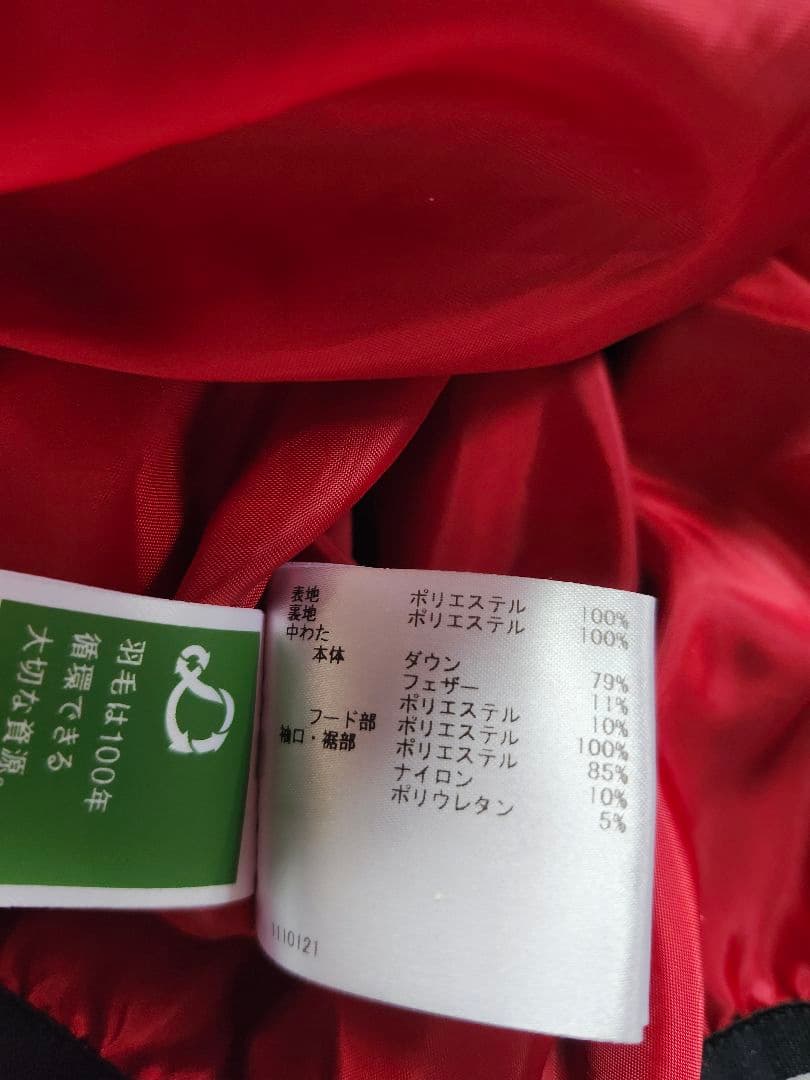 羽毛は100年
循環できる
大切な資源。
表地 ポリエステル 100%
裏地 ポリエステル 100%
中わた
本体 ダウン 79%
フェザー 11%
ポリエステル 10%
フード部 ポリエステル 100%
袖口・裾部 ポリエステル 85%
ナイロン 10%
ポリウレタン 5%
1110121